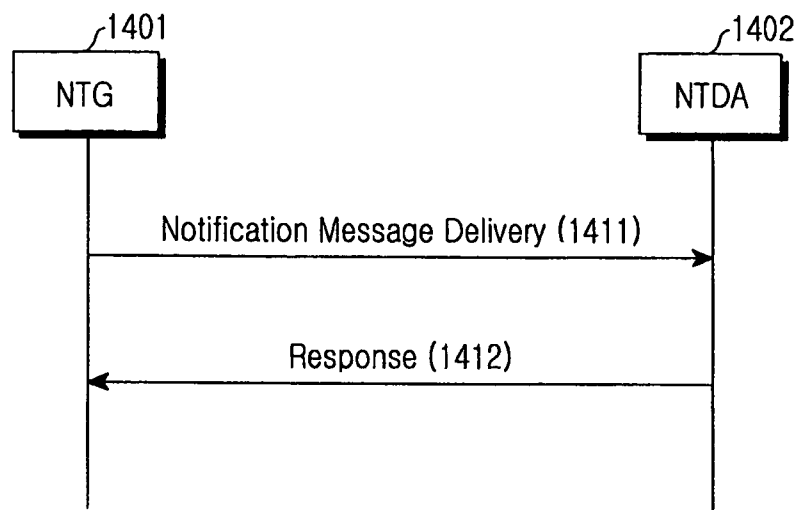 1401
1402
NTG
NTDA
Notification Message Delivery (1411)
Response (1412)